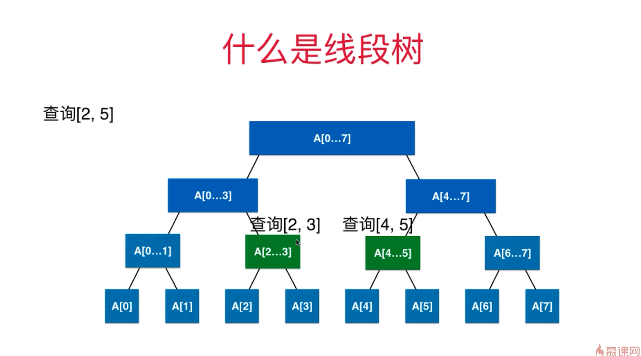 什么是线段树
查询[2, 5]
A[0…7]
A[0…3]
A[4…7]
查询[2, 3]
查询[4, 5]
A[0…1]
A[2…3]
A[4…5]
A[6…7]
A[0]
A[1]
A[2]
A[3]
A[4]
A[5]
A[6]
A[7]
慕课网